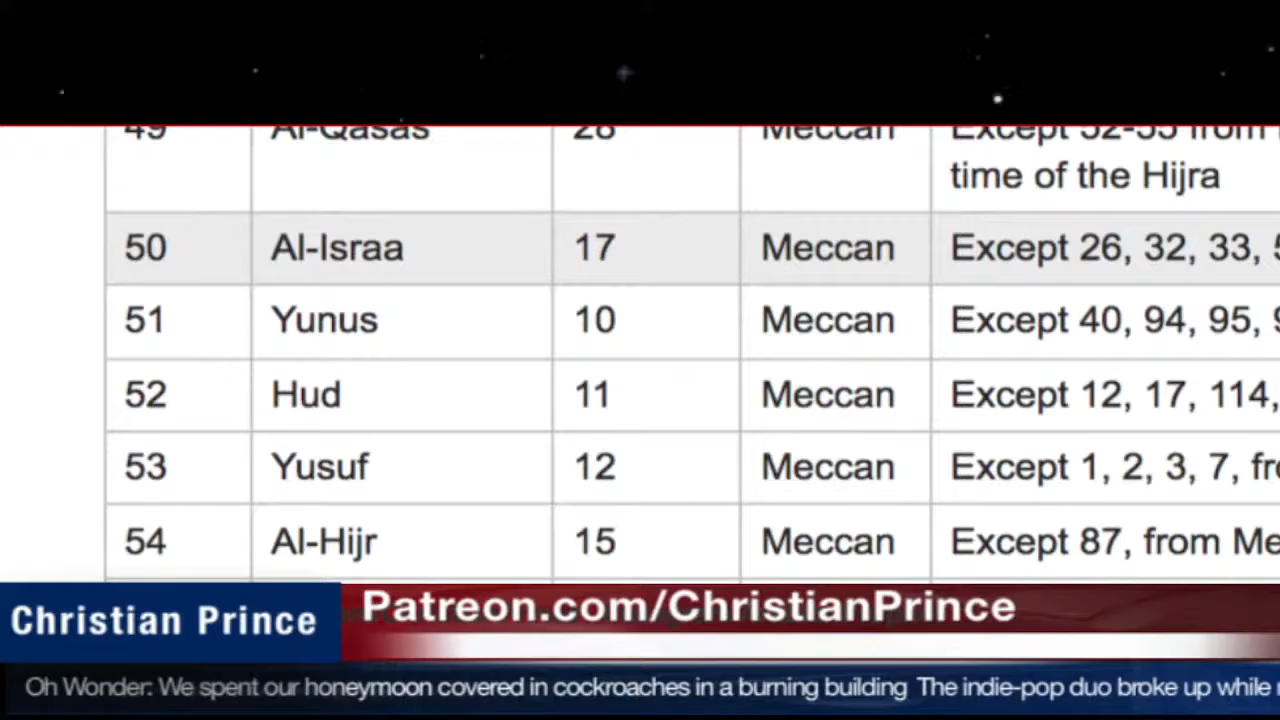 49 Al-Qasas 28 Meccan Except 52-55 from
time of the Hijra
50 Al-Israa 17 Meccan Except 26, 32, 33,
51 Yunus 10 Meccan Except 40, 94, 95,
52 Hud 11 Meccan Except 12, 17, 114,
53 Yusuf 12 Meccan Except 1, 2, 3, 7,
54 Al-Hijr 15 Meccan Except 87, from
Christian Prince
Patreon.com/ChristianPrince
Oh Wonder: We spent our honeymoon covered in cockroaches in a burning building The indie-pop duo broke up while